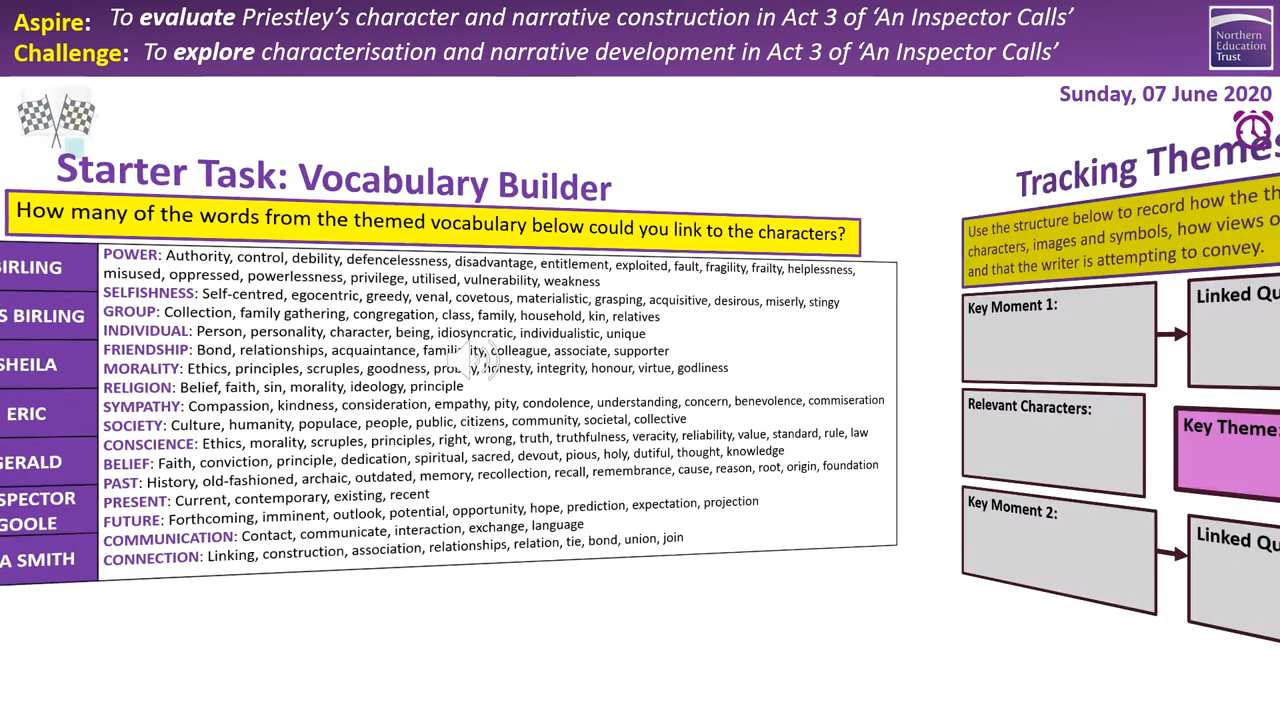 Aspire: To evaluate Priestley's character and narrative construction in Act 3 of 'An Inspector Calls'
Challenge: To explore characterisation and narrative development in Act 3 of 'An Inspector Calls'
Northern
Education
Trust
Sunday, 07 June 2020
Starter Task: Vocabulary Builder
How many of the words from the themed vocabulary below could you link to the characters?
BIRLING
S BIRLING
SHEILA
ERIC
GERALD
SPECTOR
GOOLE
A SMITH
POWER: Authority, control, debility, defencelessness, disadvantage, entitlement, exploited, fault, fragility, frailty, helplessness,
misused, oppressed, powerlessness, privilege, utilised, vulnerability, weakness
SELFISHNESS: Self-centred, egocentric, greedy, venal, covetous, materialistic, grasping, acquisitive, desirous, miserly, stingy
GROUP: Collection, family gathering, congregation, class, family, household, kin, relatives
INDIVIDUAL: Person, personality, character, being, idiosyncratic, individualistic, unique
FRIENDSHIP: Bond, relationships, acquaintance, familiarity, colleague, associate, supporter
MORALITY: Ethics, principles, scruples, goodness, probity, honesty, integrity, honour, virtue, godliness
RELIGION: Belief, faith, sin, morality, ideology, principle
SYMPATHY: Compassion, kindness, consideration, empathy, pity, condolence, understanding, concern, benevolence, commiseration
SOCIETY: Culture, humanity, populace, people, public, citizens, community, societal, collective
CONSCIENCE: Ethics, morality, scruples, principles, right, wrong, truth, truthfulness, veracity, reliability, value, standard, rule, law
BELIEF: Faith, conviction, principle, dedication, spiritual, sacred, devout, pious, holy, dutiful, thought, knowledge
PAST: History, old-fashioned, archaic, outdated, memory, recollection, recall, remembrance, cause, reason, root, origin, foundation
PRESENT: Current, contemporary, existing, recent
FUTURE: Forthcoming, imminent, outlook, potential, opportunity, hope, prediction, expectation, projection
COMMUNICATION: Contact, communicate, interaction, exchange, language
CONNECTION: Linking, construction, association, relationships, relation, tie, bond, union, join
Tracking Themes
Use the structure below to record how the th
characters, images and symbols, how views o
and that the writer is attempting to convey.
Key Moment 1:
Linked Qu
Relevant Characters:
Key Theme:
Key Moment 2:
Linked Qu